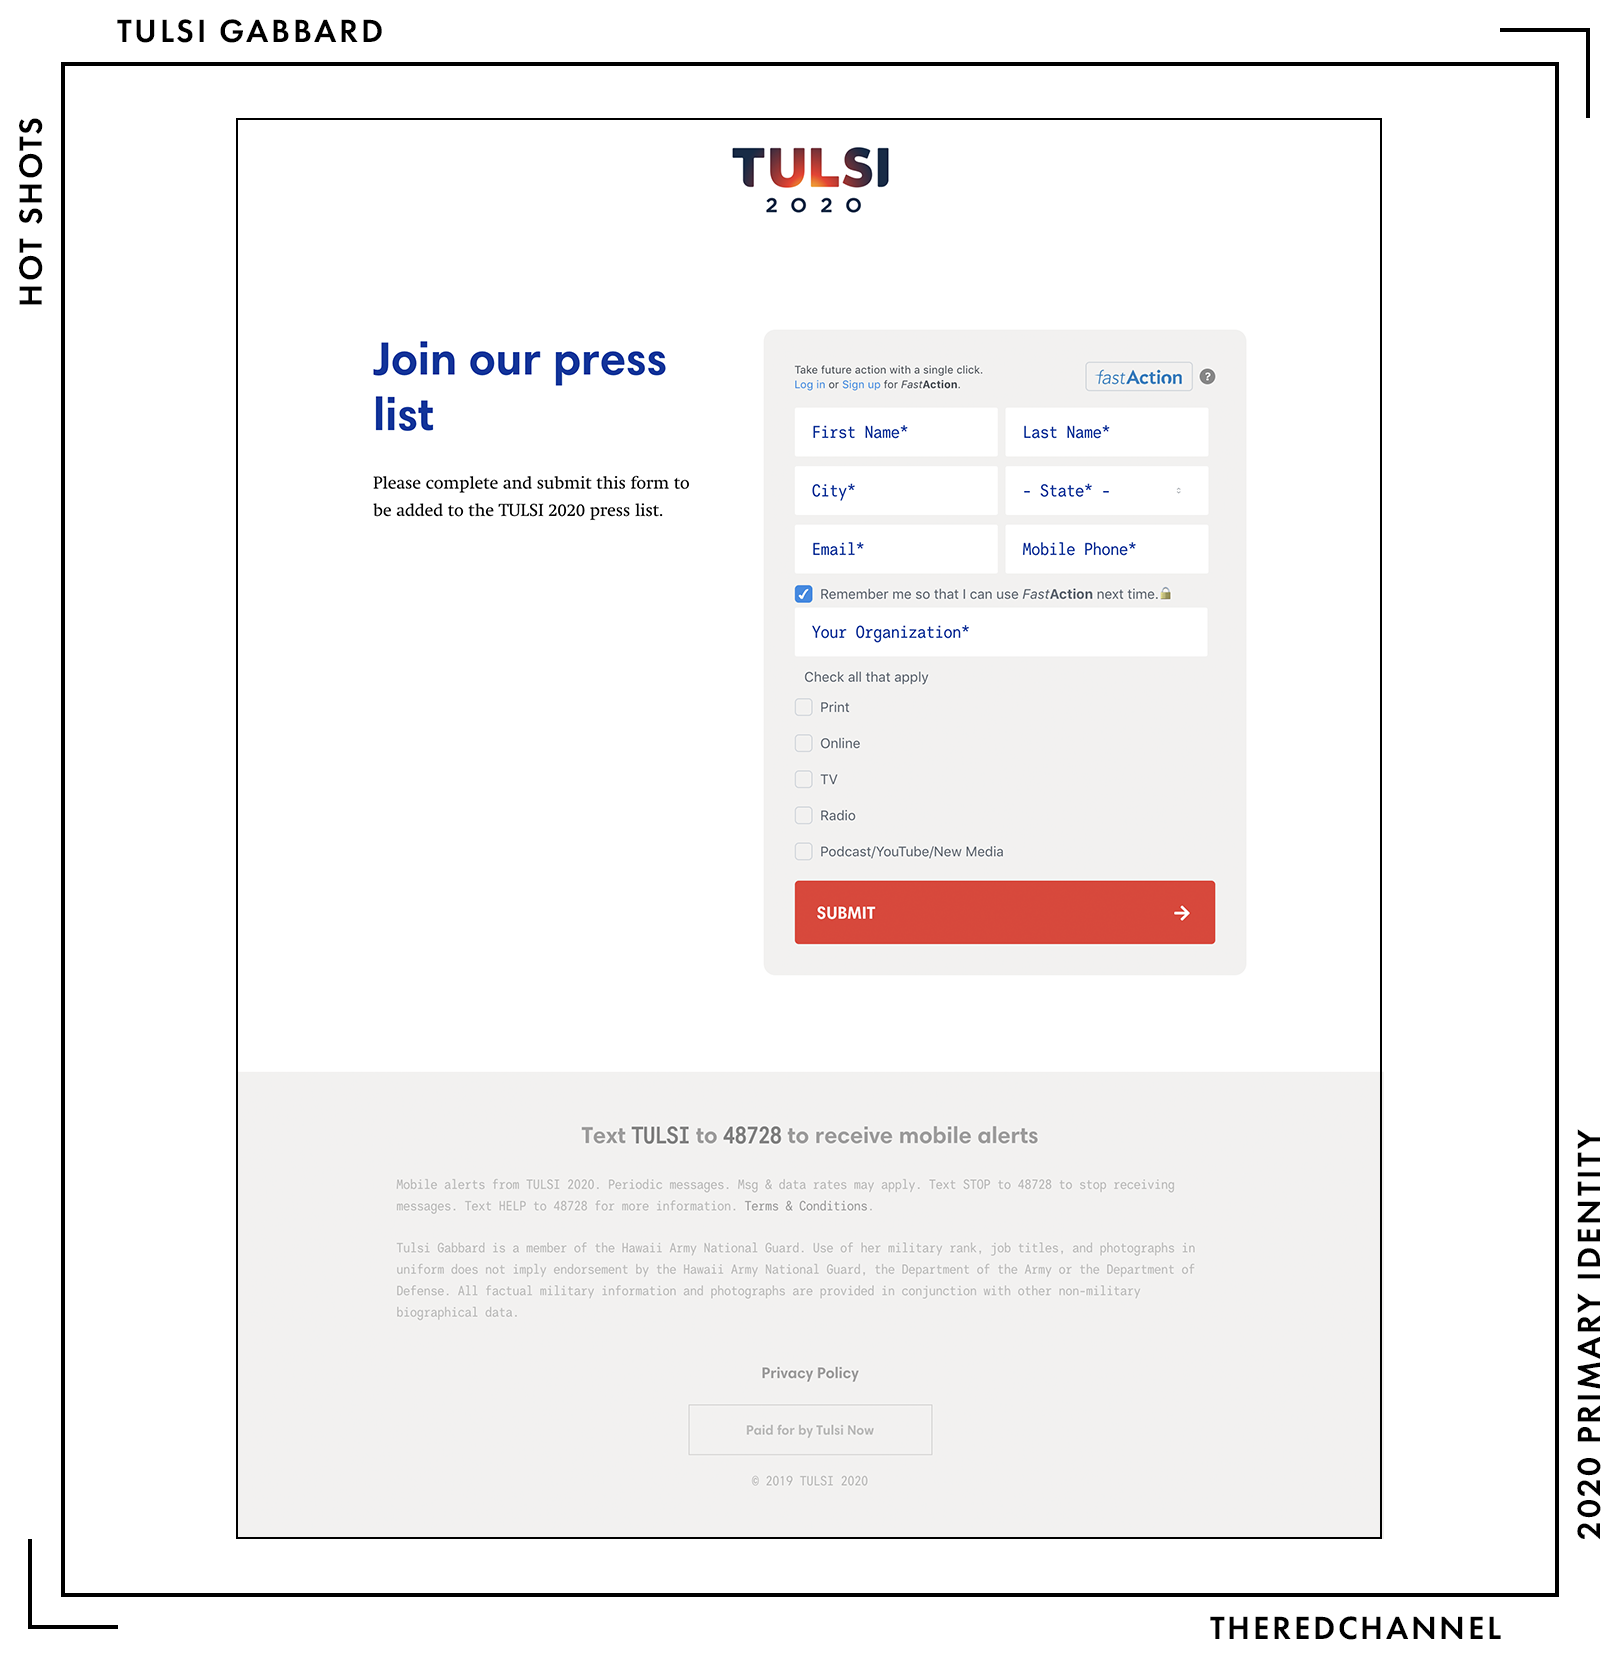 TULSI GABBARD
HOT SHOTS
TULSI
2020
Join our press
list
Please complete and submit this form to
be added to the TULSI 2020 press list.
Take future action with a single click.
Log in or Sign up for FastAction.
fastAction ?
First Name* Last Name*
City* - State* -
Email* Mobile Phone*
Remember me so that I can use FastAction next time.
Your Organization*
Check all that apply
Print
Online
TV
Radio
Podcast/YouTube/New Media
SUBMIT
Text TULSI to 48728 to receive mobile alerts
Mobile alerts from TULSI 2020. Periodic messages. Msg & data rates may apply. Text STOP to 48728 to stop receiving
messages. Text HELP to 48728 for more information. Terms & Conditions.
Tulsi Gabbard is a member of the Hawaii Army National Guard. Use of her military rank, job titles, and photographs in
uniform does not imply endorsement by the Hawaii Army National Guard, the Department of the Army or the Department of
Defense. All factual military information and photographs are provided in conjunction with other non-military
biographical data.
Privacy Policy
Paid for by Tulsi Now
© 2019 TULSI 2020
2020 PRIMARY IDENTITY
THEREDCHANNEL